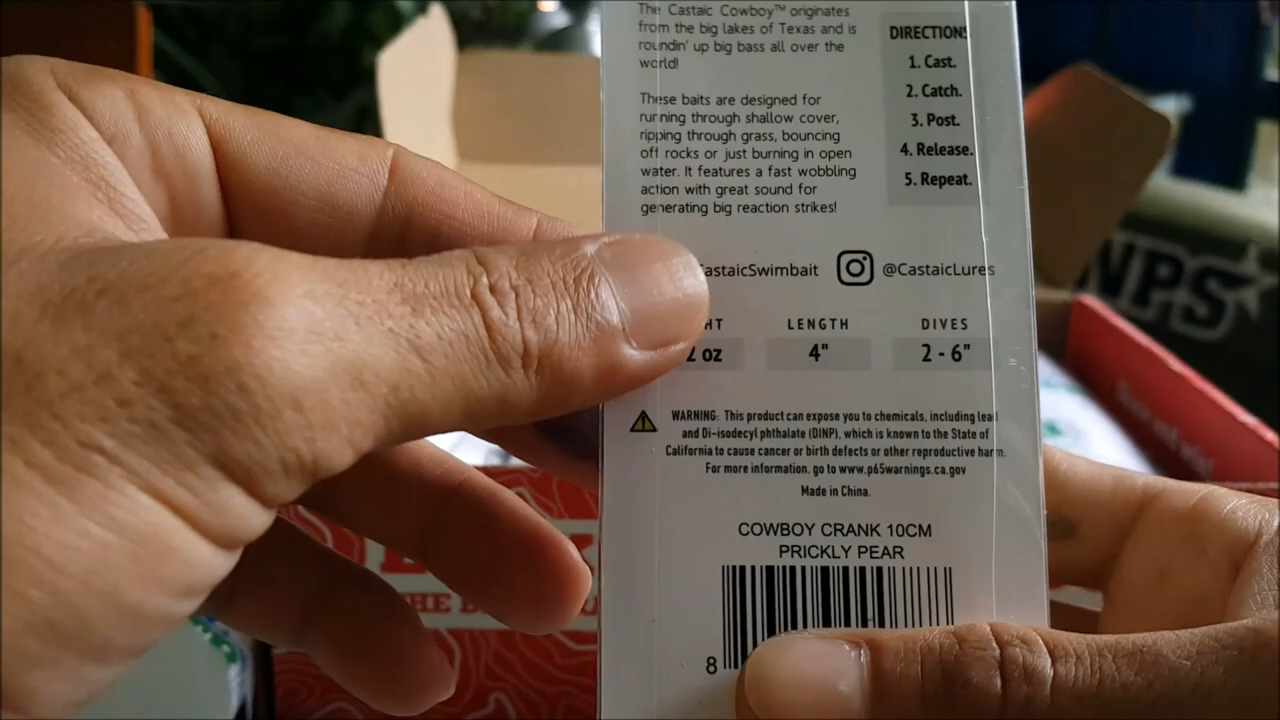 The Castaic Cowboy™ originates
from the big lakes of Texas and is
roundin' up big bass all over the
world!
These baits are designed for
running through shallow cover,
ripping through grass, bouncing
off rocks or just burning in open
water. It features a fast wobbling
action with great sound for
generating big reaction strikes!
DIRECTIONS
1. Cast.
2. Catch.
3. Post.
4. Release.
5. Repeat.
CastaicSwimbait
@CastaicLures
HT
LENGTH
DIVES
2 oz
4"
2 - 6"
WARNING: This product can expose you to chemicals, including lead
and Di-isodecyl phthalate (DINP), which is known to the State of
California to cause cancer or birth defects or other reproductive harm.
For more information, go to www.p65warnings.ca.gov
Made in China.
COWBOY CRANK 10CM
PRICKLY PEAR
8
NPS